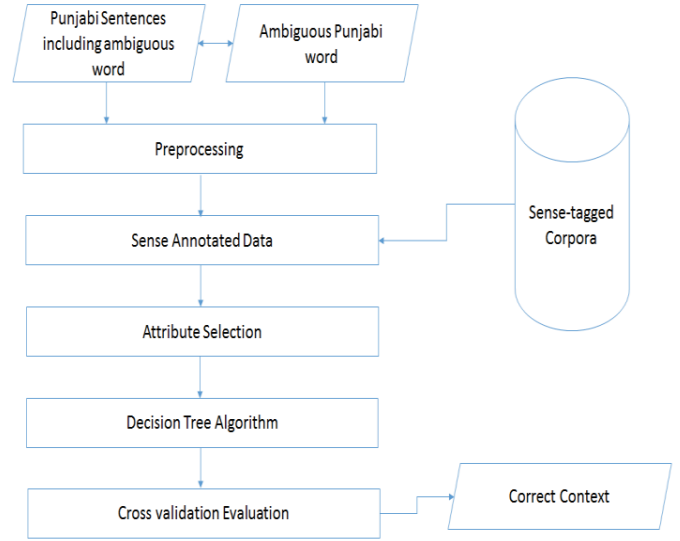 Punjabi Sentences
including ambiguous
word
Ambiguous Punjabi
word
Preprocessing
Sense Annotated Data
Sense-tagged
Corpora
Attribute Selection
Decision Tree Algorithm
Cross validation Evaluation
Correct Context